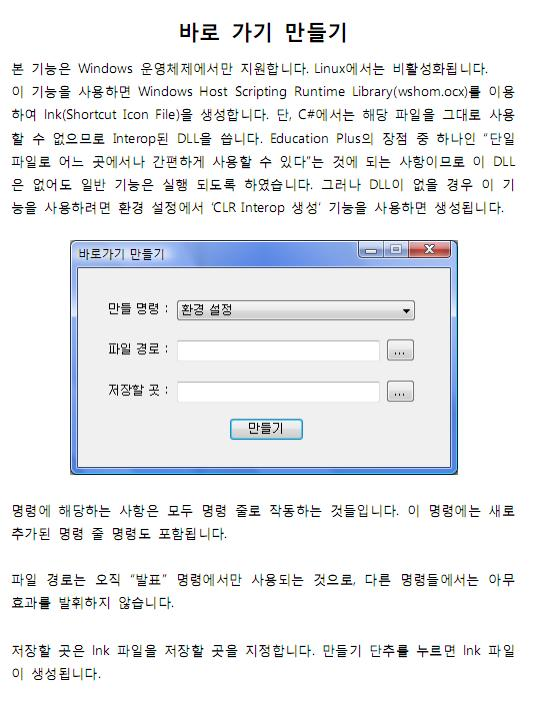 바로 가기 만들기
본 기능은 Windows 운영체제에서만 지원합니다. Linux에서는 비활성화됩니다.
이 기능을 사용하면 Windows Host Scripting Runtime Library(wshom.ocx)를 이용
하여 lnk(Shortcut Icon File)을 생성합니다. 단, C#에서는 해당 파일을 그대로 사용
할 수 없으므로 Interop된 DLL을 씁니다. Education Plus의 장점 중 하나인 “단일
파일로 어느 곳에서나 간편하게 사용할 수 있다”는 것에 되는 사항이므로 이 DLL
은 없어도 일반 기능은 실행 되도록 하였습니다. 그러나 DLL이 없을 경우 이 기
능을 사용하려면 환경 설정에서 ‘CLR Interop 생성’ 기능을 사용하면 생성됩니다.
바로가기 만들기
만들 명령 : 환경 설정
파일 경로 : ...
저장할 곳 : ...
만들기
명령에 해당하는 사항은 모두 명령 줄로 작동하는 것들입니다. 이 명령에는 새로
추가된 명령 줄 명령도 포함됩니다.
파일 경로는 오직 “발표” 명령에서만 사용되는 것으로, 다른 명령들에서는 아무
효과를 발휘하지 않습니다.
저장할 곳은 lnk 파일을 저장할 곳을 지정합니다. 만들기 단추를 누르면 lnk 파일
이 생성됩니다.